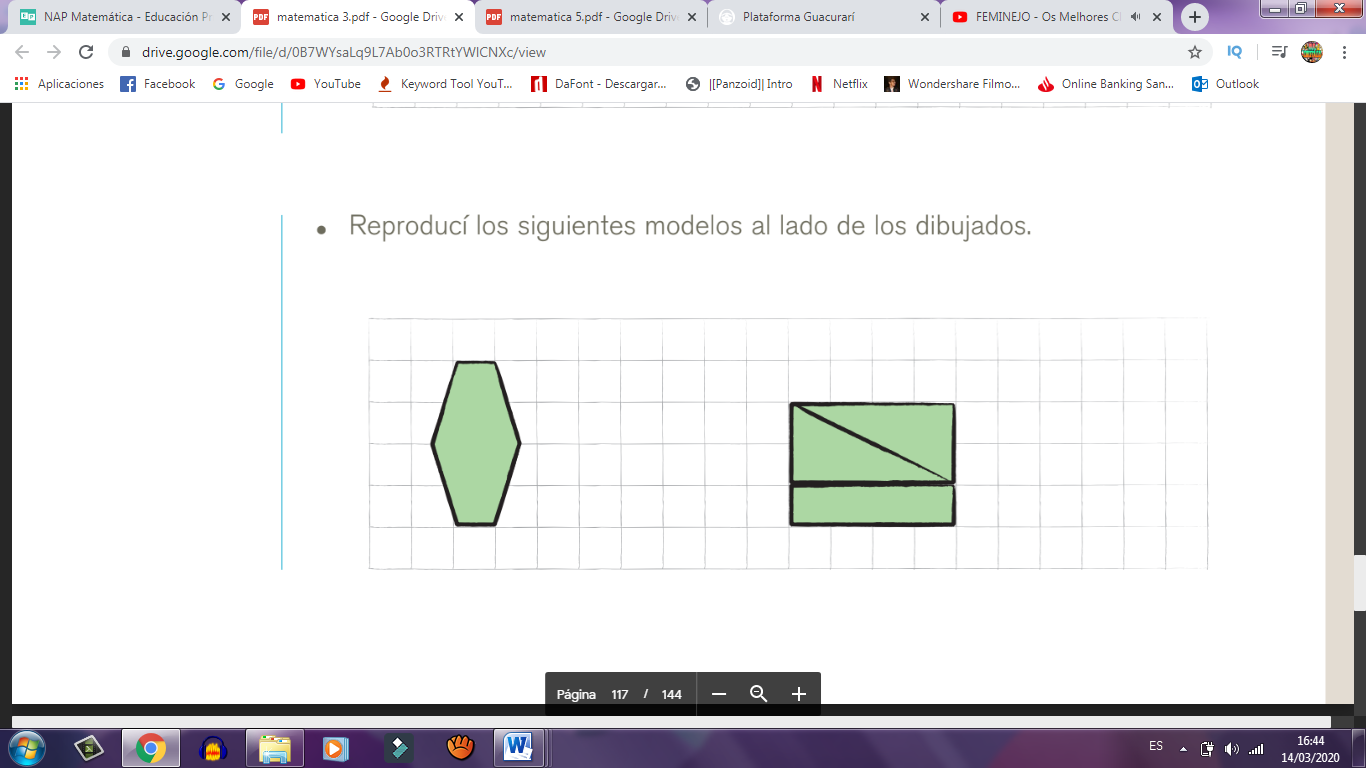 NAP Matemática - Educación Pr
matematica 3.pdf - Google Drive
matematica 5.pdf - Google Drive
Plataforma Guacurarí
FEMINEJO - Os Melhores Cl
drive.google.com/file/d/0B7WYsaLq9L7Ab0o3RTRtYWlCNXc/view
Aplicaciones
Facebook
Google
YouTube
Keyword Tool YouT...
DaFont - Descargar...
|[Panzoid]| Intro
Netflix
Wondershare Filmo...
Online Banking San...
Outlook
• Reproducí los siguientes modelos al lado de los dibujados.
Página 117 / 144
ES
16:44
14/03/2020